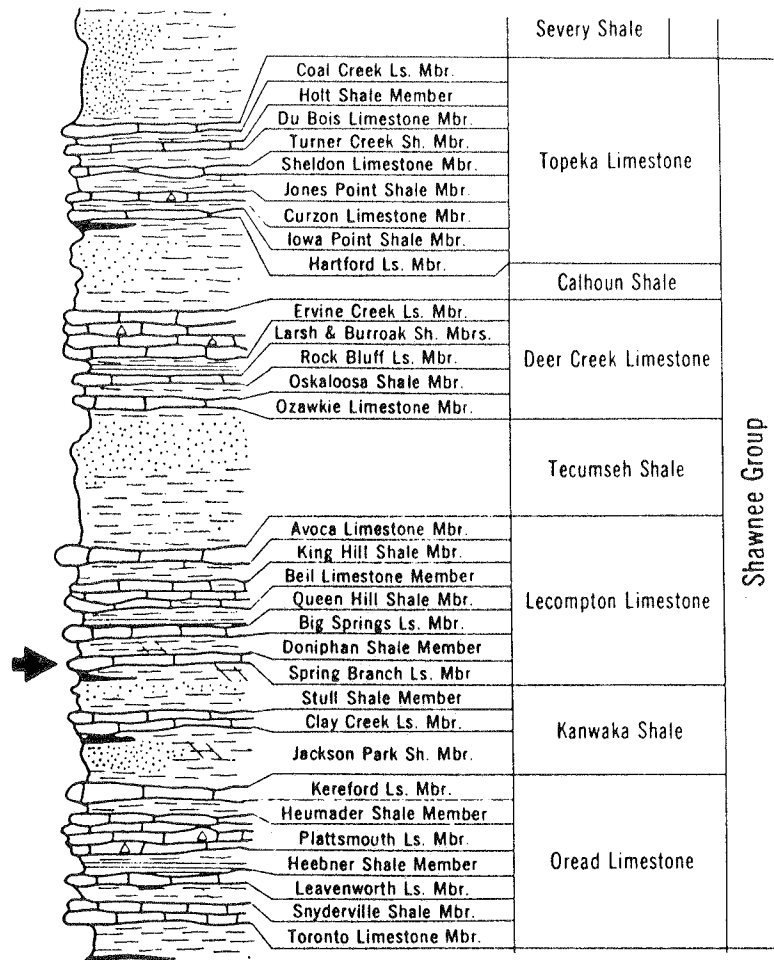 Severy Shale
Coal Creek Ls. Mbr.
Holt Shale Member
Du Bois Limestone Mbr.
Turner Creek Sh. Mbr.
Sheldon Limestone Mbr.
Jones Point Shale Mbr.
Curzon Limestone Mbr.
Iowa Point Shale Mbr.
Hartford Ls. Mbr.
Topeka Limestone
Calhoun Shale
Ervine Creek Ls. Mbr.
Larsh & Burroak Sh. Mbrs.
Rock Bluff Ls. Mbr.
Oskaloosa Shale Mbr.
Ozawkie Limestone Mbr.
Deer Creek Limestone
Tecumseh Shale
Avoca Limestone Mbr.
King Hill Shale Mbr.
Beil Limestone Member
Queen Hill Shale Mbr.
Big Springs Ls. Mbr.
Doniphan Shale Member
Spring Branch Ls. Mbr
Lecompton Limestone
Stull Shale Member
Clay Creek Ls. Mbr.
Jackson Park Sh. Mbr.
Kanwaka Shale
Kereford Ls. Mbr.
Heumader Shale Member
Plattsmouth Ls. Mbr.
Heebner Shale Member
Leavenworth Ls. Mbr.
Snyderville Shale Mbr.
Toronto Limestone Mbr.
Oread Limestone
Shawnee Group